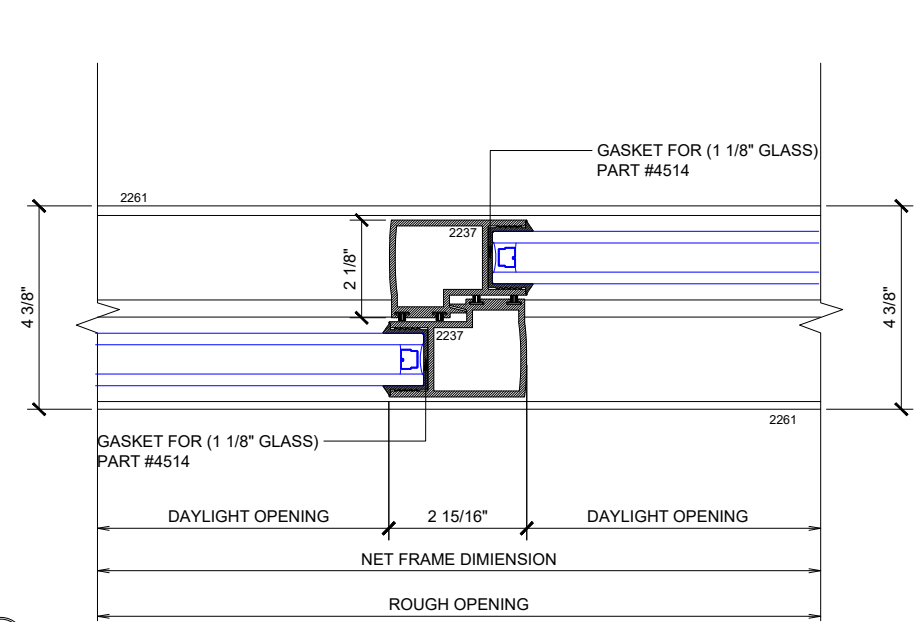 GASKET FOR (1 1/8" GLASS)
PART #4514
2261
2237
2 1/8"
4 3/8"
4 3/8"
2237
2261
GASKET FOR (1 1/8" GLASS)
PART #4514
DAYLIGHT OPENING
2 15/16"
DAYLIGHT OPENING
NET FRAME DIMIENSION
ROUGH OPENING